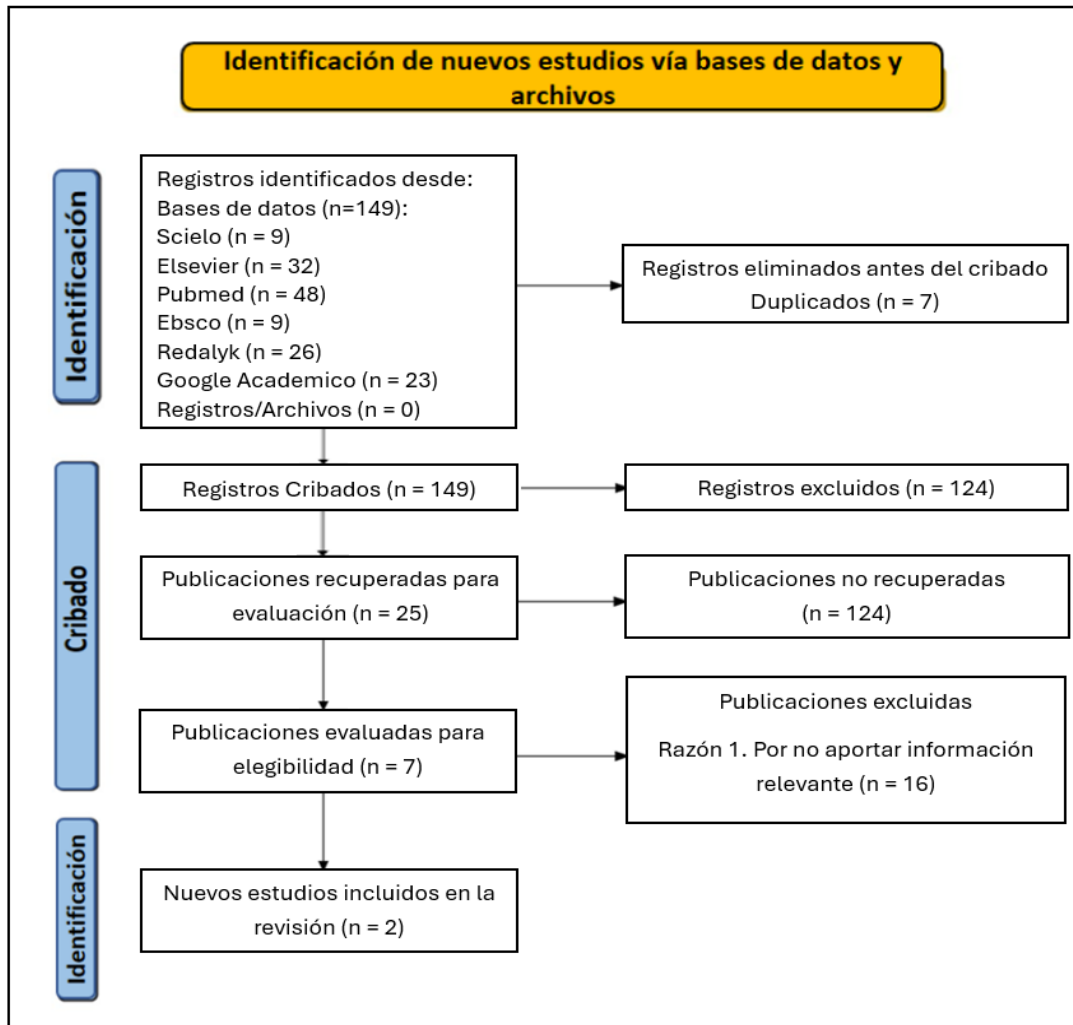 Identificación de nuevos estudios vía bases de datos y
archivos
Identificación
Registros identificados desde:
Bases de datos (n=149):
Scielo (n = 9)
Elsevier (n = 32)
Pubmed (n = 48)
Ebsco (n = 9)
Redalyk (n = 26)
Google Academico (n = 23)
Registros/Archivos (n = 0)
Registros eliminados antes del cribado
Duplicados (n = 7)
Cribado
Registros Cribados (n = 149)
Registros excluidos (n = 124)
Publicaciones recuperadas para
evaluación (n = 25)
Publicaciones no recuperadas
(n = 124)
Publicaciones evaluadas para
elegibilidad (n = 7)
Publicaciones excluidas
Razón 1. Por no aportar información
relevante (n = 16)
Identificación
Nuevos estudios incluidos en la
revisión (n = 2)